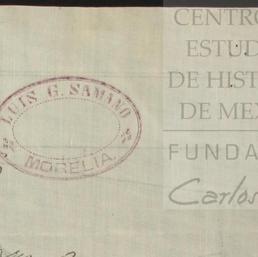 CENTRO
ESTUD
DE HIST
DE MEX
FUNDA
Carlos
LUIS G. SAMANO
MORELIA.